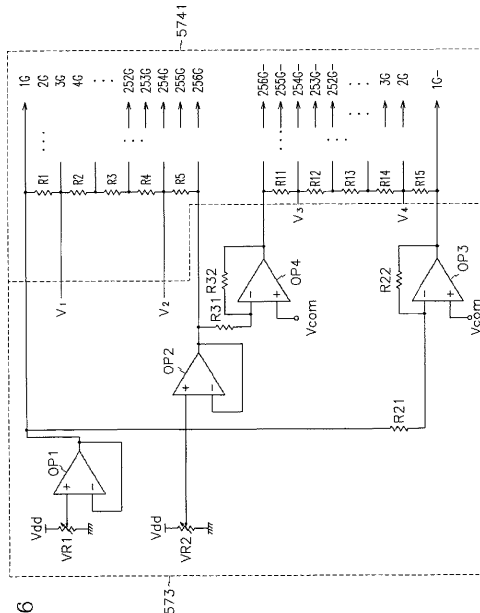 5741
1G
2G
3G
4G
252G
253G
254G
255G
256G
256G-
255G-
254G-
253G-
252G-
3G
2G
1G-
R1
R2
R3
R4
R5
R11
R12
R13
R14
R15
V1
V2
V3
V4
R32
R31
OP4
Vcom
R22
OP3
Vcom
OP2
R21
OP1
Vdd
VR1
Vdd
VR2
573
6